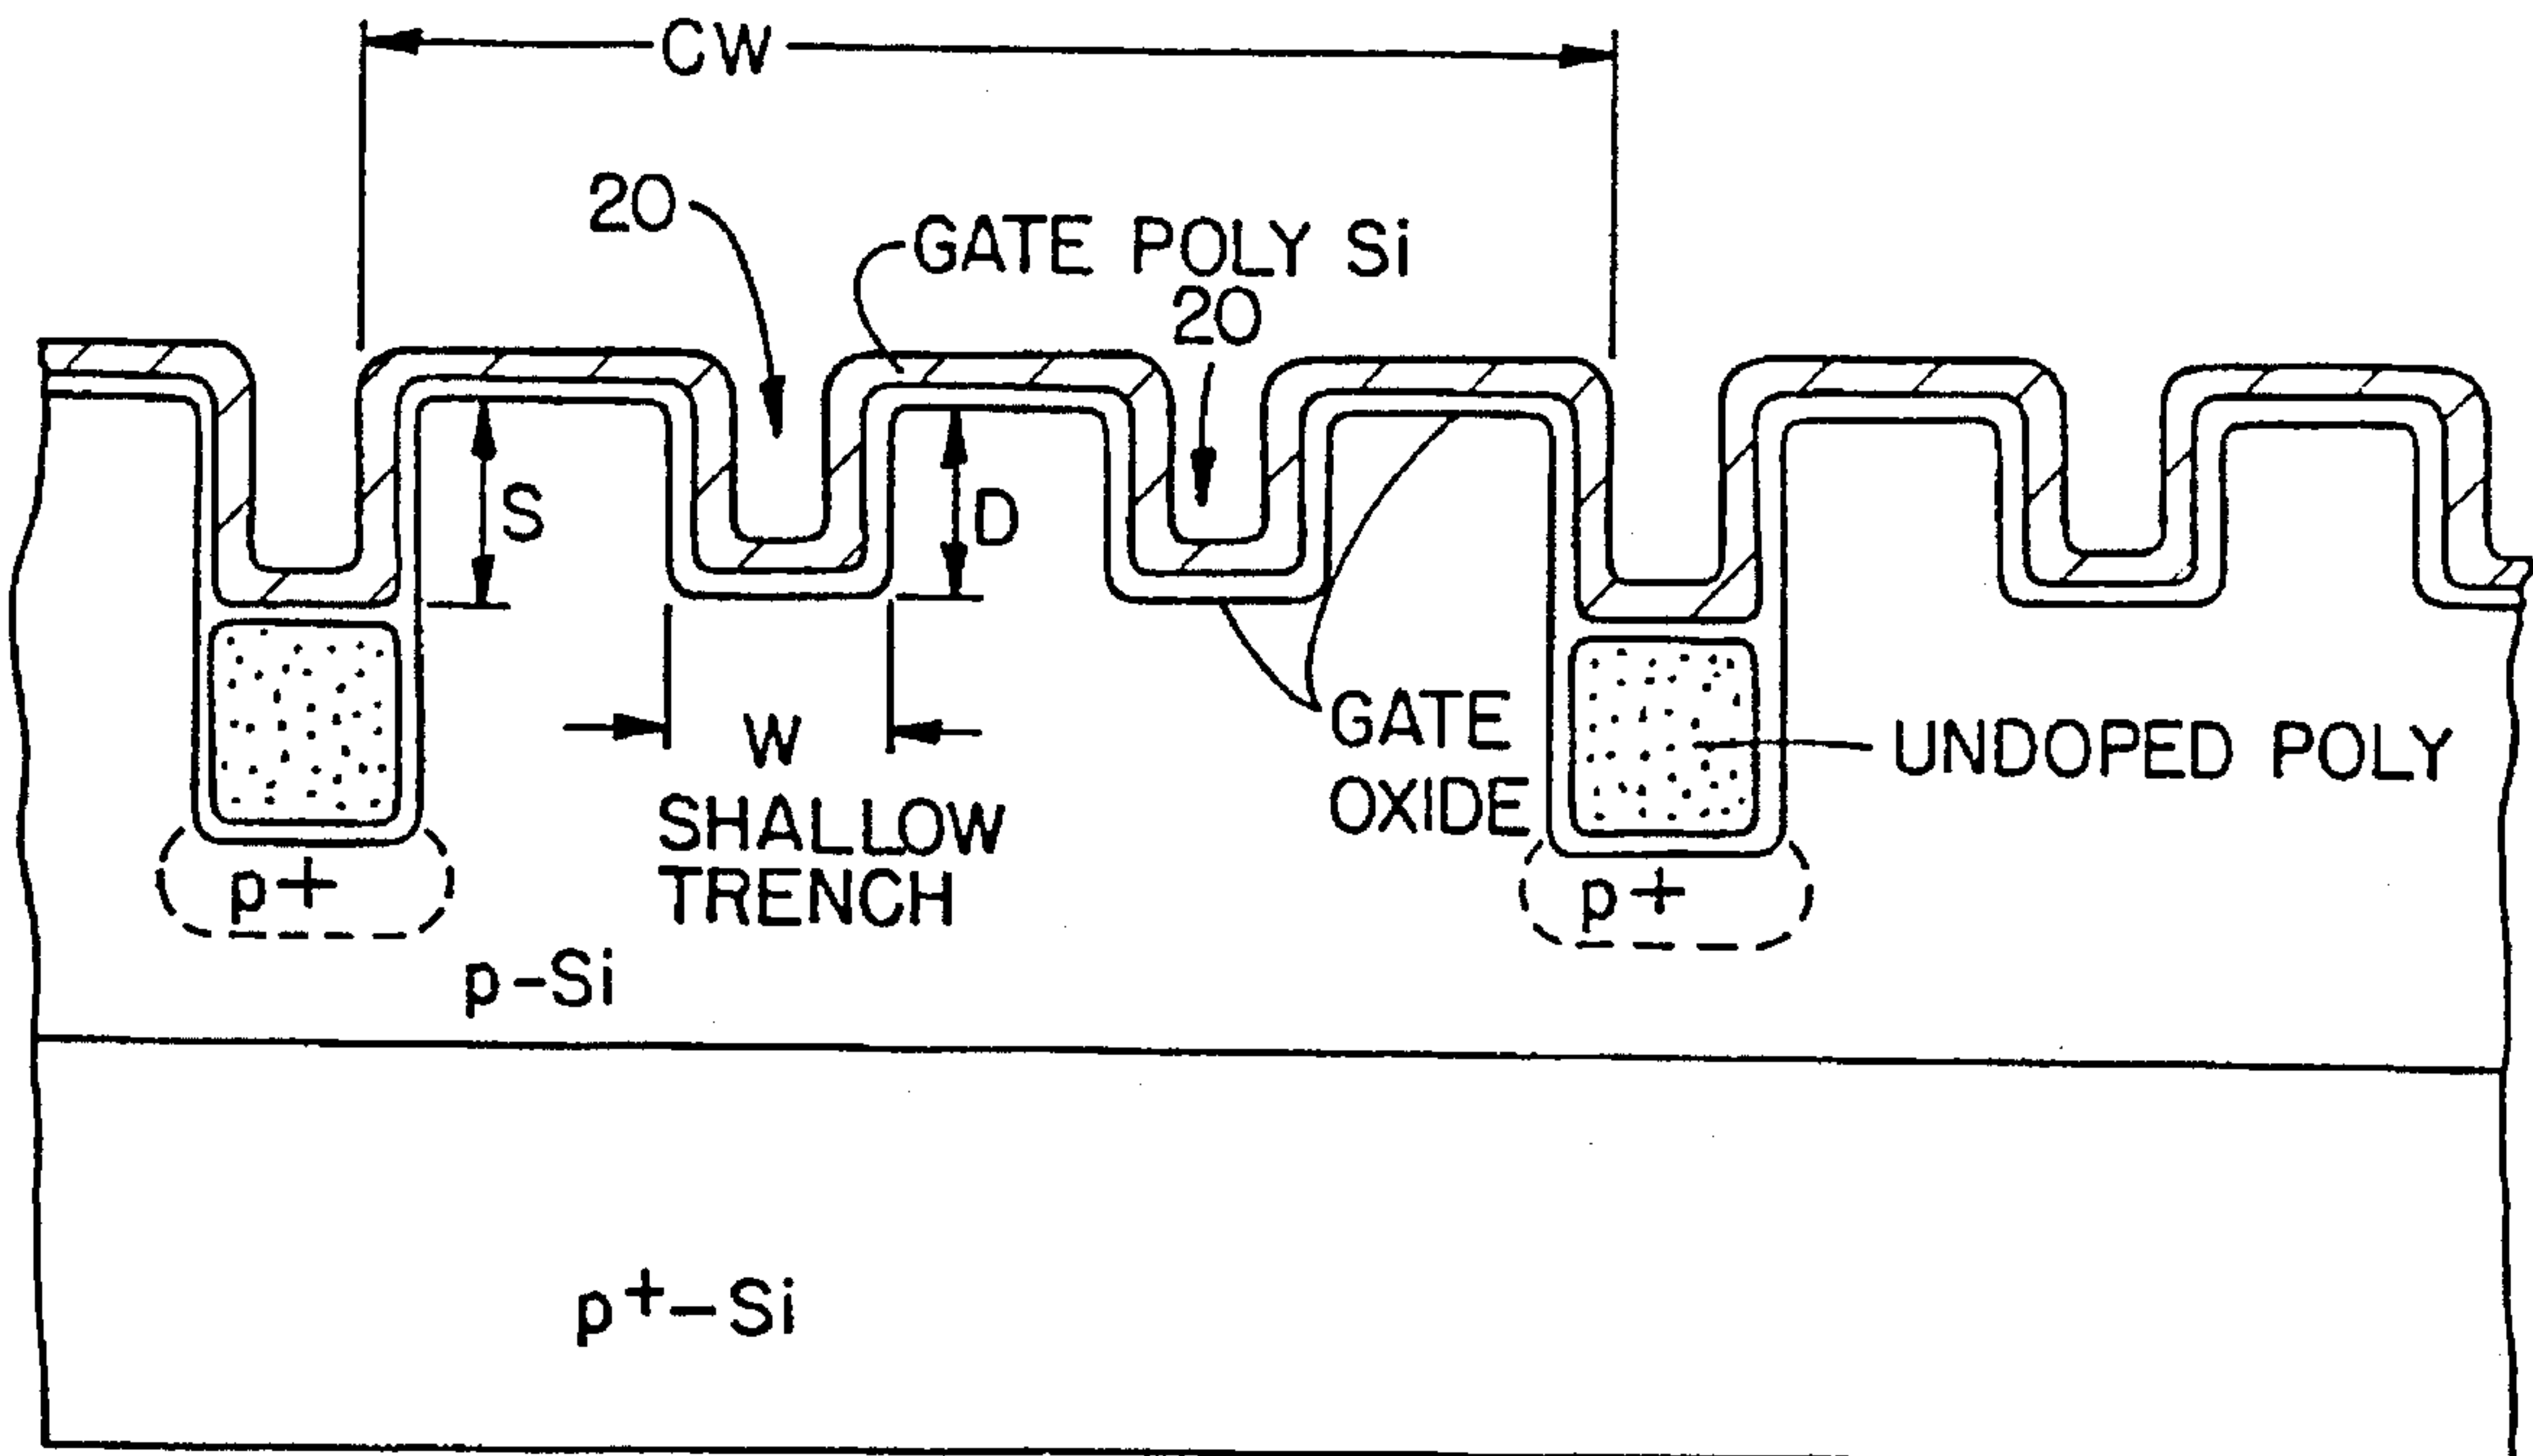 CW
20
GATE POLY Si
20
S
D
W
SHALLOW
TRENCH
GATE
OXIDE
UNDOPED POLY
p+
p+
p-Si
p+-Si